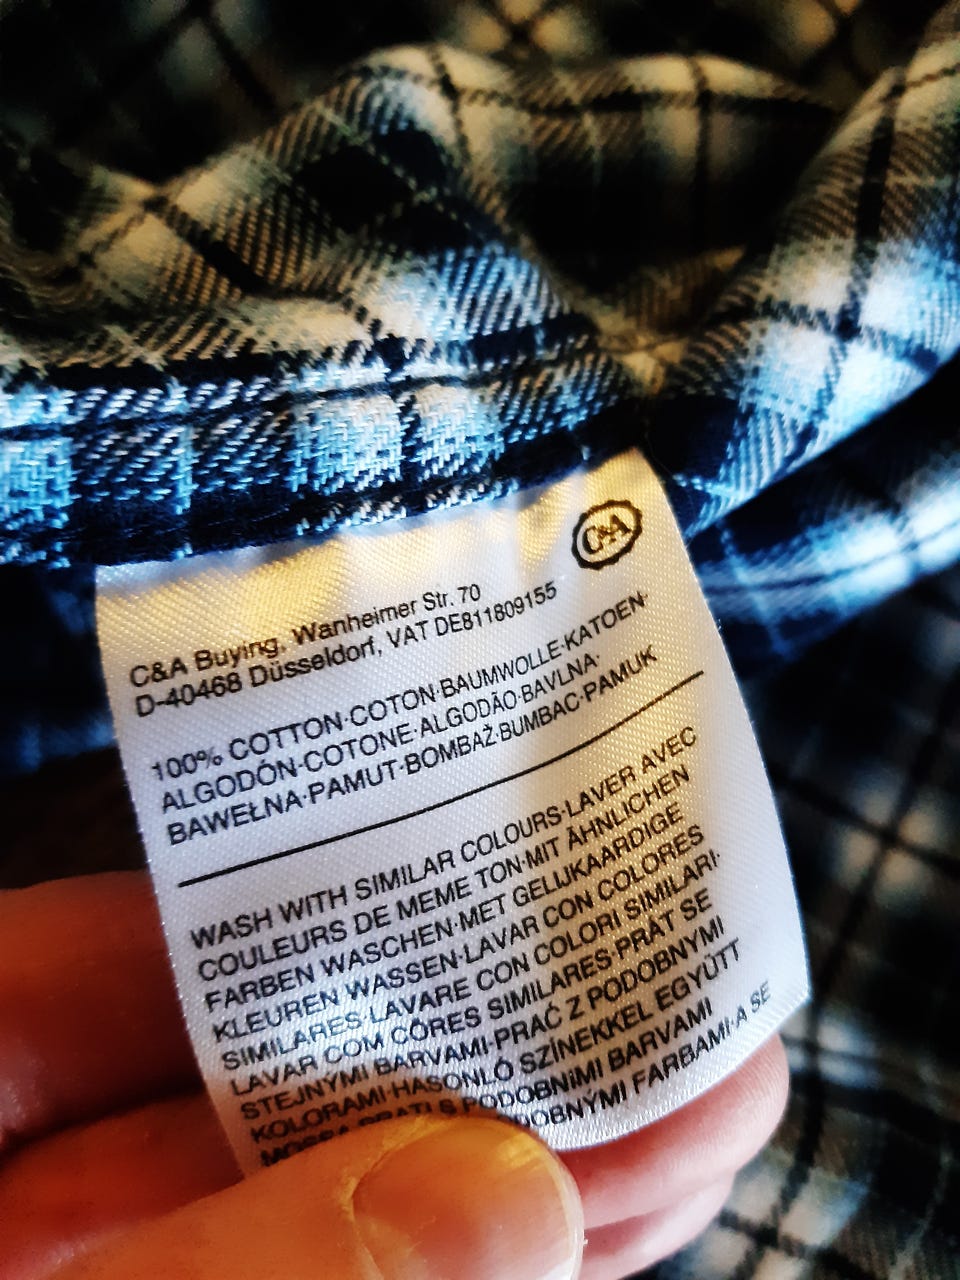 C&A
C&A Buying, Wanheimer Str. 70
D-40468 Düsseldorf, VAT DE811809155
100% COTTON·COTON·BAUMWOLLE·KATOEN·
ALGODÓN·COTONE·ALGODÃO·BAVLNA·
BAWEŁNA·PAMUT·BOMBAŽ·BUMBAC·PAMUK
WASH WITH SIMILAR COLOURS·LAVER AVEC
COULEURS DE MEME TON·MIT ÄHNLICHEN
FARBEN WASCHEN·MET GELIJKAARDIGE
KLEUREN WASSEN·LAVAR CON COLORES
SIMILARES·LAVARE CON COLORI SIMILARI·
LAVAR COM CÔRES SIMILARES·PRÁT SE
STEJNÝMI BARVAMI·PRAĆ Z PODOBNYMI
KOLORAMI·HASONLÓ SZÍNEKKEL EGYÜTT
PRATI S PODOBNIMI BARVAMI
FARBAMI·A SE